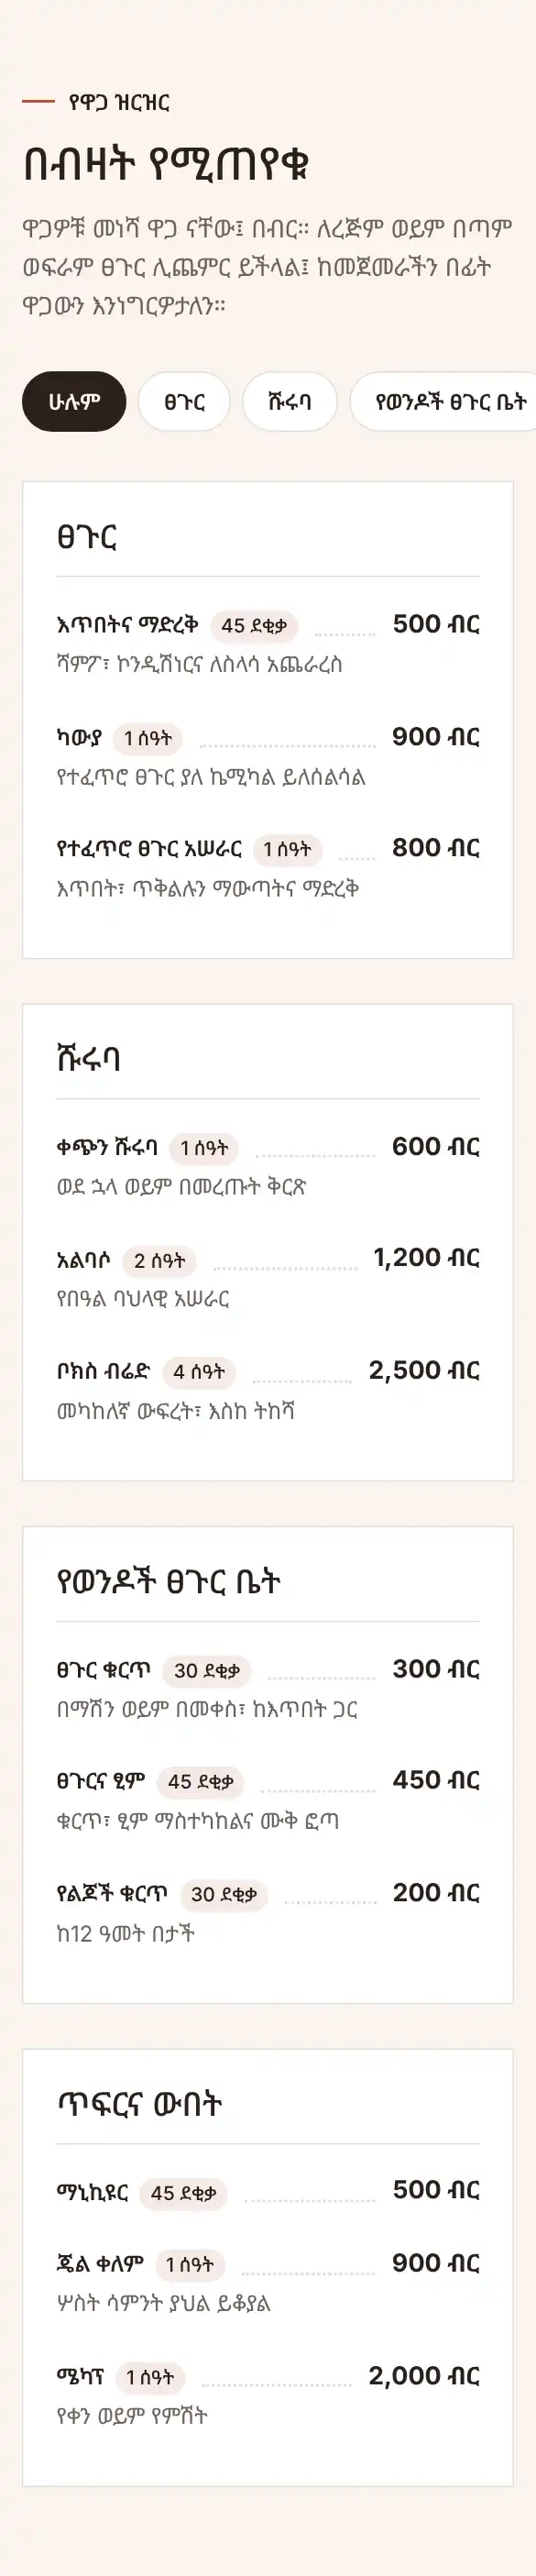 የዋጋ ዝርዝር
በብዛት የሚጠየቁ
ዋጋዎቹ መነሻ ዋጋ ናቸው፤ በብር። ለረጅም ወይም በጣም
ወፍራም ፀጉር ሊጨምር ይችላል፤ ከመጀመራችን በፊት
ዋጋውን እንነግርዎታለን።
ሁሉም ፀጉር ሹሩባ የወንዶች ፀጉር ቤት
ፀጉር
እጥበትና ማድረቅ 45 ደቂቃ 500 ብር
ሻምፖ፣ ኮንዲሽነርና ለስላሳ አጨራረስ
ካውያ 1 ሰዓት 900 ብር
የተፈጥሮ ፀጉር ያለ ኬሚካል ይለሰልሳል
የተፈጥሮ ፀጉር አሠራር 1 ሰዓት 800 ብር
እጥበት፣ ጥቅልሉን ማውጣትና ማድረቅ
ሹሩባ
ቀጭን ሹሩባ 1 ሰዓት 600 ብር
ወደ ኋላ ወይም በመረጡት ቅርጽ
አልባሶ 2 ሰዓት 1,200 ብር
የበዓል ባህላዊ አሠራር
ቦክስ ብሬድ 4 ሰዓት 2,500 ብር
መካከለኛ ውፍረት፣ እስከ ትከሻ
የወንዶች ፀጉር ቤት
ፀጉር ቁርጥ 30 ደቂቃ 300 ብር
በማሽን ወይም በመቀስ፣ ከእጥበት ጋር
ፀጉርና ፂም 45 ደቂቃ 450 ብር
ቁርጥ፣ ፂም ማስተካከልና ሙቅ ፎጣ
የልጆች ቁርጥ 30 ደቂቃ 200 ብር
ከ12 ዓመት በታች
ጥፍርና ውበት
ማኒኪዩር 45 ደቂቃ 500 ብር
ጄል ቀለም 1 ሰዓት 900 ብር
ሦስት ሳምንት ያህል ይቆያል
ሜካፕ 1 ሰዓት 2,000 ብር
የቀን ወይም የምሽት